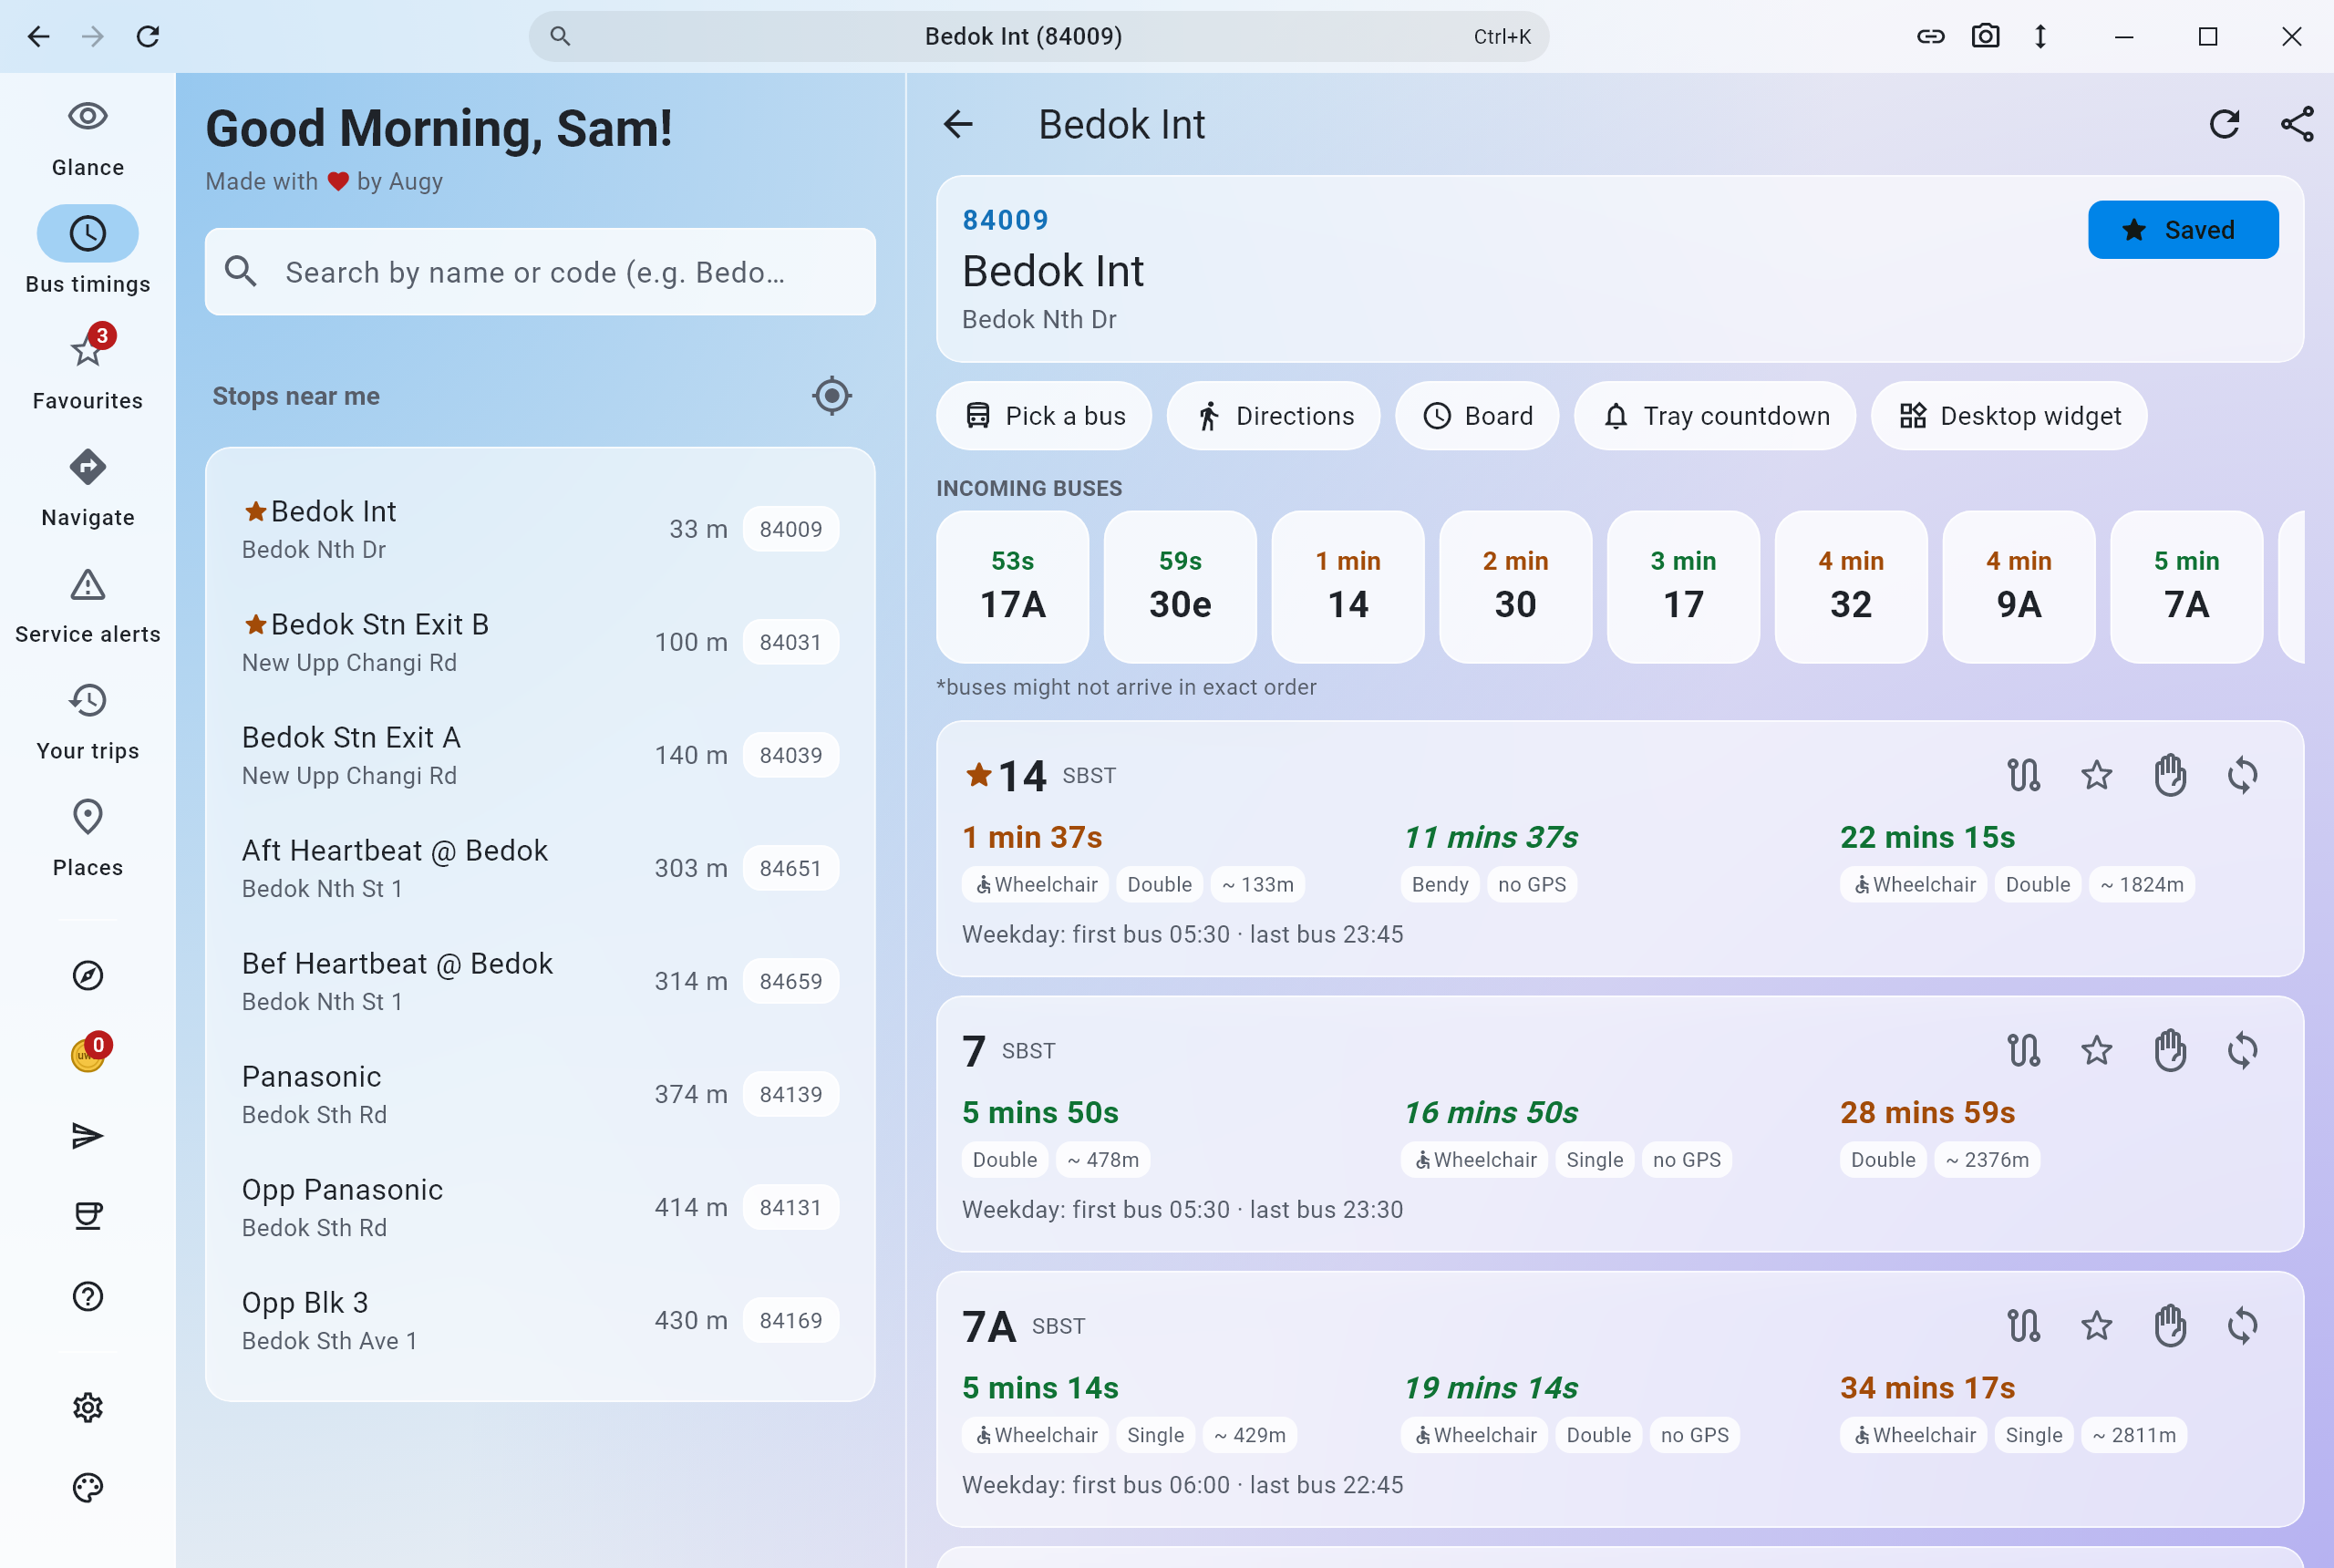 Bedok Int (84009)
Ctrl+K
Glance
Bus timings
3
Favourites
Navigate
Service alerts
Your trips
Places
0
Good Morning, Sam!
Made with ❤ by Augy
Search by name or code (e.g. Bedo…
Stops near me
Bedok Int
Bedok Nth Dr
33 m
84009
Bedok Stn Exit B
New Upp Changi Rd
100 m
84031
Bedok Stn Exit A
New Upp Changi Rd
140 m
84039
Aft Heartbeat @ Bedok
Bedok Nth St 1
303 m
84651
Bef Heartbeat @ Bedok
Bedok Nth St 1
314 m
84659
Panasonic
Bedok Sth Rd
374 m
84139
Opp Panasonic
Bedok Sth Rd
414 m
84131
Opp Blk 3
Bedok Sth Ave 1
430 m
84169
Bedok Int
84009
Bedok Int
Bedok Nth Dr
Saved
Pick a bus
Directions
Board
Tray countdown
Desktop widget
INCOMING BUSES
53s
17A
59s
30e
1 min
14
2 min
30
3 min
17
4 min
32
4 min
9A
5 min
7A
*buses might not arrive in exact order
14 SBST
1 min 37s
Wheelchair Double ~ 133m
11 mins 37s
Bendy no GPS
22 mins 15s
Wheelchair Double ~ 1824m
Weekday: first bus 05:30 · last bus 23:45
7 SBST
5 mins 50s
Double ~ 478m
16 mins 50s
Wheelchair Single no GPS
28 mins 59s
Double ~ 2376m
Weekday: first bus 05:30 · last bus 23:30
7A SBST
5 mins 14s
Wheelchair Single ~ 429m
19 mins 14s
Wheelchair Double no GPS
34 mins 17s
Wheelchair Single ~ 2811m
Weekday: first bus 06:00 · last bus 22:45